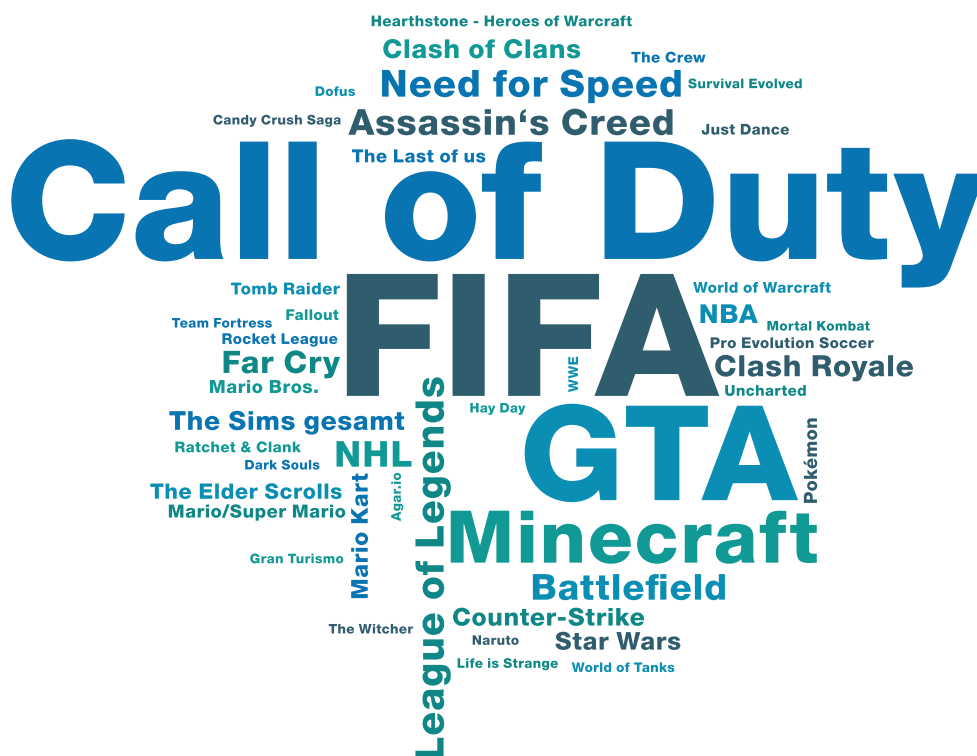 Hearthstone - Heroes of Warcraft
Clash of Clans
The Crew
Need for Speed
Survival Evolved
Dofus
Candy Crush Saga
Assassin‘s Creed
Just Dance
The Last of us
Call of Duty
Tomb Raider
FIFA
World of Warcraft
Fallout
NBA
Team Fortress
Mortal Kombat
Rocket League
Pro Evolution Soccer
Far Cry
WWE
Clash Royale
Mario Bros.
Uncharted
Hay Day
The Sims gesamt
GTA
Pokémon
Ratchet & Clank
NHL
Dark Souls
League of Legends
The Elder Scrolls
Mario Kart
Agar.io
Mario/Super Mario
Minecraft
Gran Turismo
Battlefield
Counter-Strike
The Witcher
Naruto
Star Wars
Life is Strange
World of Tanks